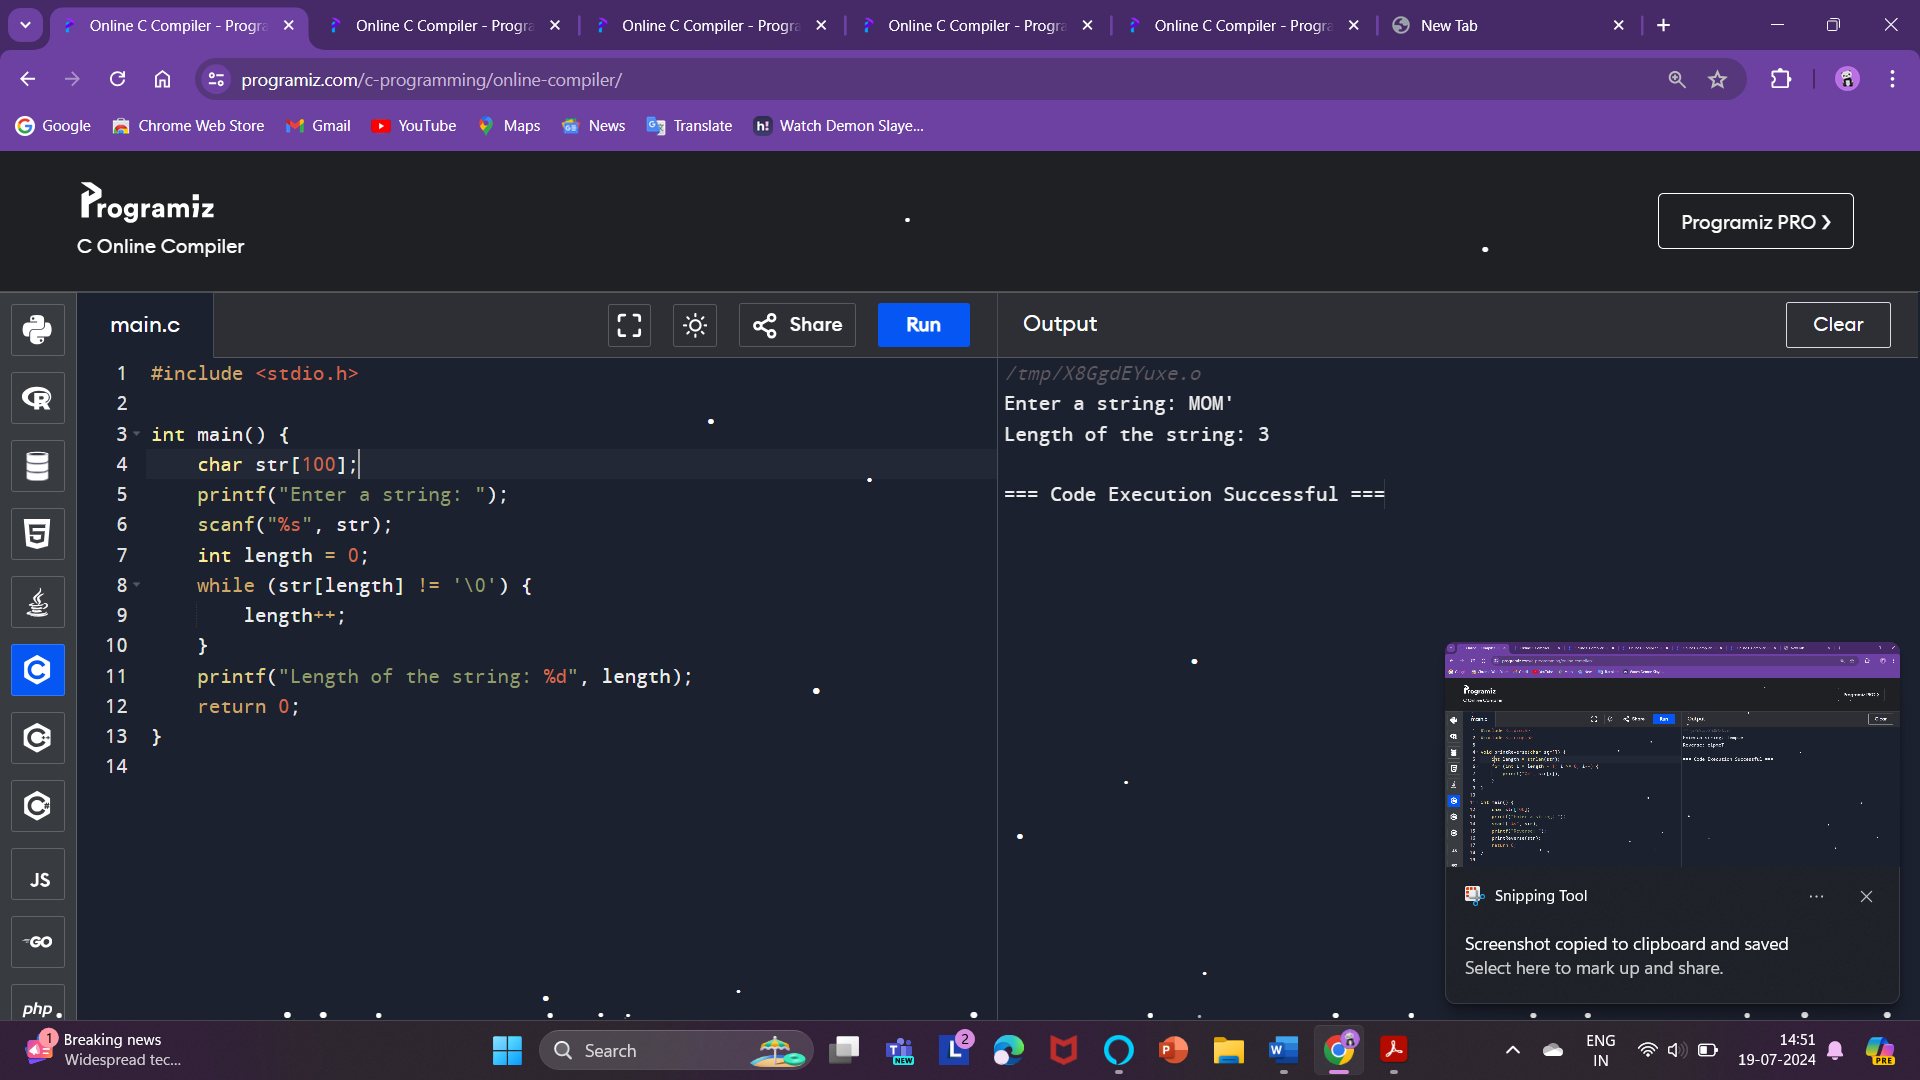 Online C Compiler - Progra
Online C Compiler - Progra
Online C Compiler - Progra
Online C Compiler - Progra
Online C Compiler - Progra
New Tab
programiz.com/c-programming/online-compiler/
Google
Chrome Web Store
Gmail
YouTube
Maps
News
Translate
h!
Watch Demon Slaye...
Programiz
C Online Compiler
Programiz PRO ❯
main.c
Share
Run
Output
Clear
1 #include <stdio.h>
2
3 int main() {
4 char str[100];
5 printf("Enter a string: ");
6 scanf("%s", str);
7 int length = 0;
8 while (str[length] != '\0') {
9 length++;
10 }
11 printf("Length of the string: %d", length);
12 return 0;
13 }
14
/tmp/X8GgdEYuxe.o
Enter a string: MOM'
Length of the string: 3
=== Code Execution Successful ===
JS
GO
php
Snipping Tool
Screenshot copied to clipboard and saved
Select here to mark up and share.
1
Breaking news
Widespread tec...
Search
NEW
L
2
ENG
IN
14:51
19-07-2024
PRE